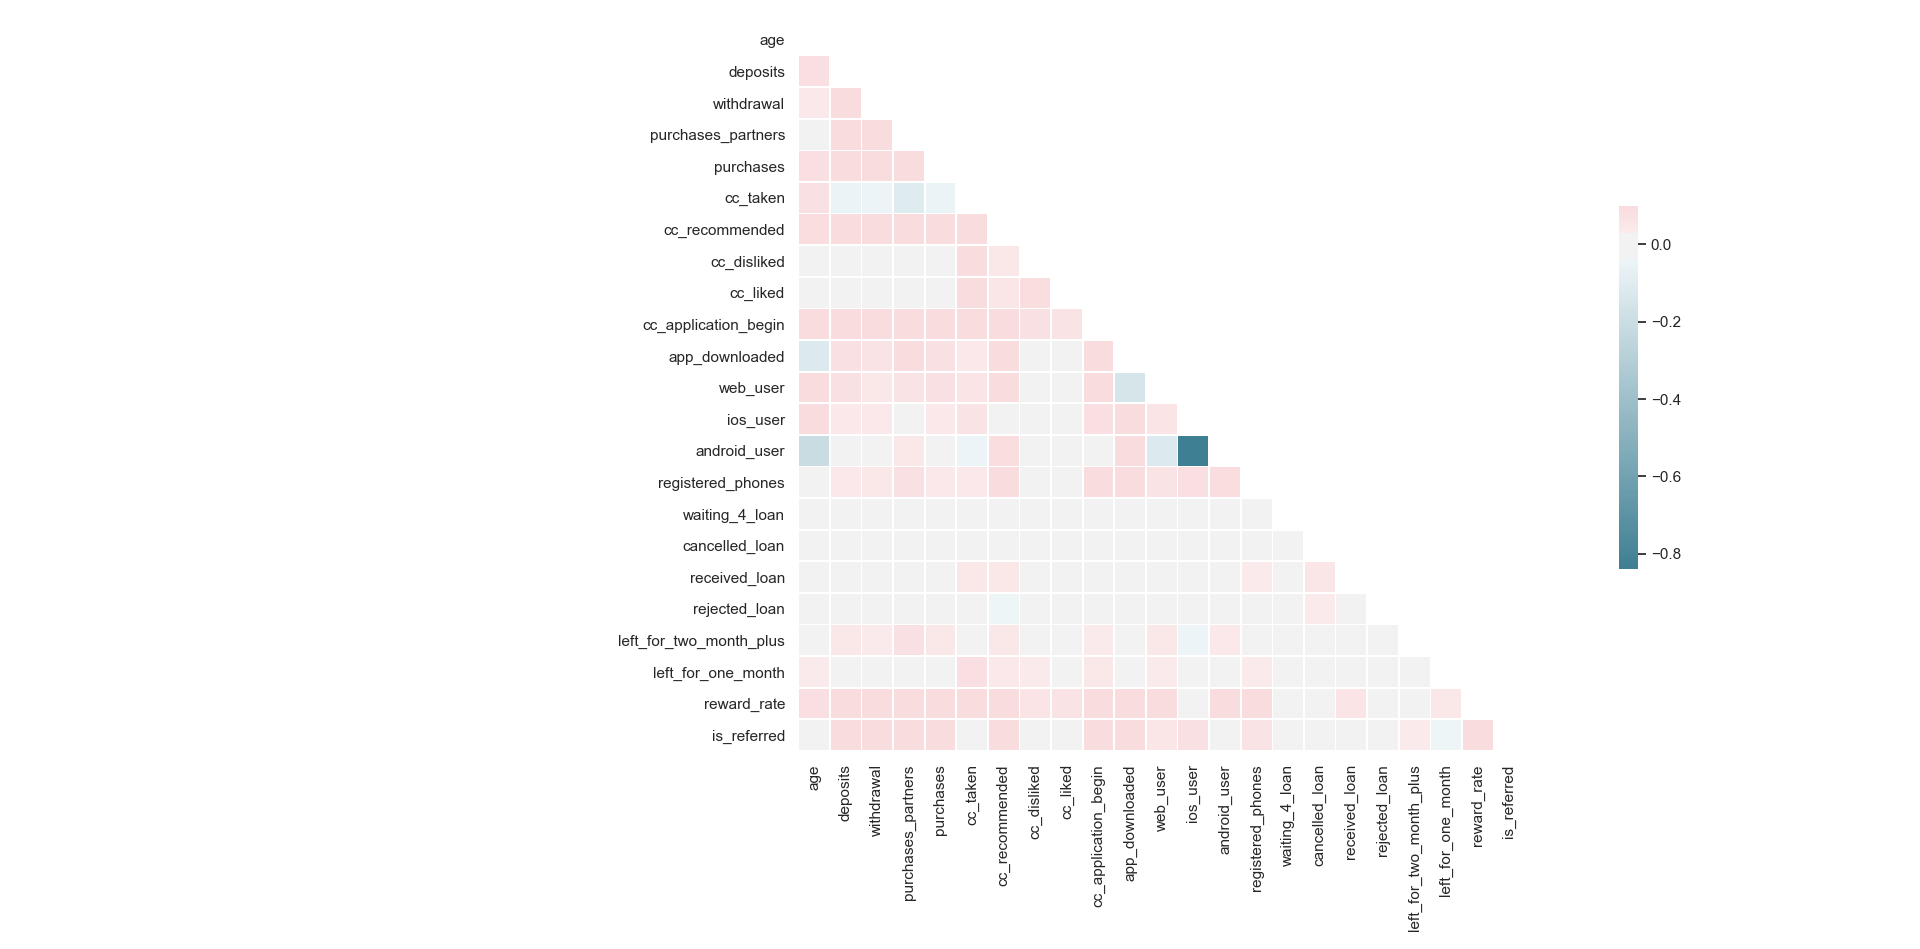 age
deposits
withdrawal
purchases_partners
purchases
cc_taken
cc_recommended
cc_disliked
cc_liked
cc_application_begin
app_downloaded
web_user
ios_user
android_user
registered_phones
waiting_4_loan
cancelled_loan
received_loan
rejected_loan
left_for_two_month_plus
left_for_one_month
reward_rate
is_referred
age
deposits
withdrawal
purchases_partners
purchases
cc_taken
cc_recommended
cc_disliked
cc_liked
cc_application_begin
app_downloaded
web_user
ios_user
android_user
registered_phones
waiting_4_loan
cancelled_loan
received_loan
rejected_loan
left_for_two_month_plus
left_for_one_month
reward_rate
is_referred
0.0
−0.2
−0.4
−0.6
−0.8